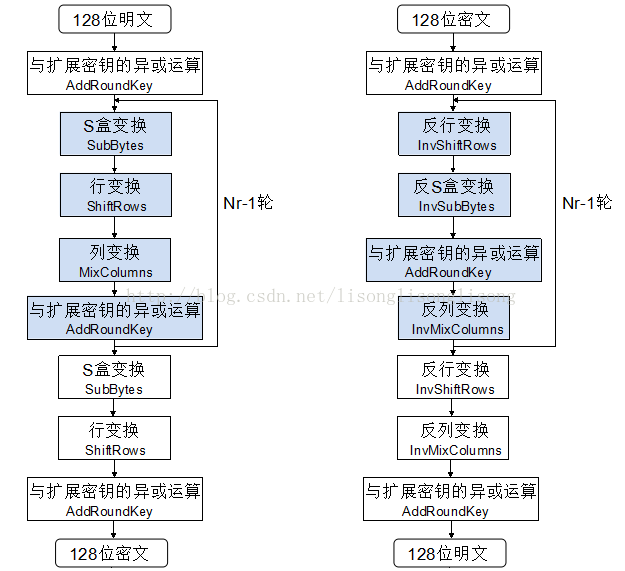 128位明文
与扩展密钥的异或运算
AddRoundKey
S盒变换
SubBytes
行变换
ShiftRows
Nr-1轮
列变换
MixColumns
与扩展密钥的异或运算
AddRoundKey
S盒变换
SubBytes
行变换
ShiftRows
与扩展密钥的异或运算
AddRoundKey
128位密文
128位密文
与扩展密钥的异或运算
AddRoundKey
反行变换
InvShiftRows
反S盒变换
InvSubBytes
Nr-1轮
与扩展密钥的异或运算
AddRoundKey
反列变换
InvMixColumns
反行变换
InvShiftRows
反列变换
InvMixColumns
与扩展密钥的异或运算
AddRoundKey
128位明文
http://blog.csdn.net/lisonglisonglisong